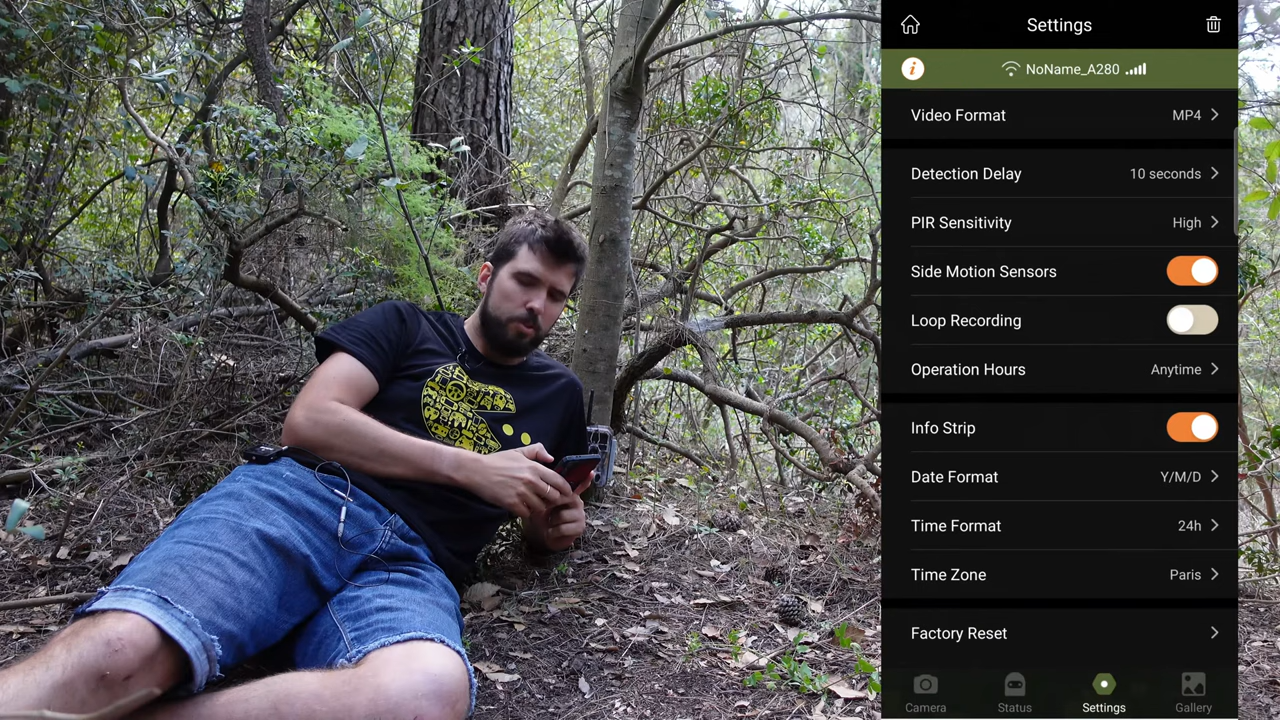 Settings
NoName_A280
Video Format MP4
Detection Delay 10 seconds
PIR Sensitivity High
Side Motion Sensors
Loop Recording
Operation Hours Anytime
Info Strip
Date Format Y/M/D
Time Format 24h
Time Zone Paris
Factory Reset
Camera Status Settings Gallery